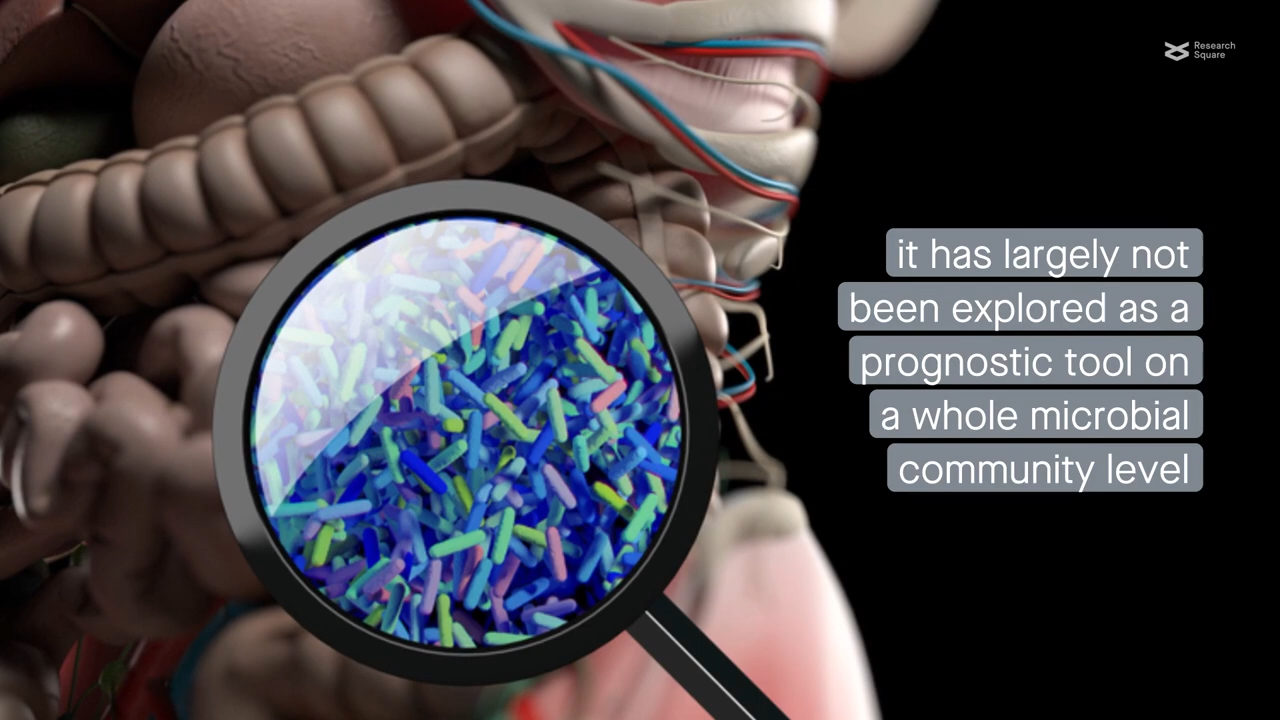 Research
Square
it has largely not
been explored as a
prognostic tool on
a whole microbial
community level